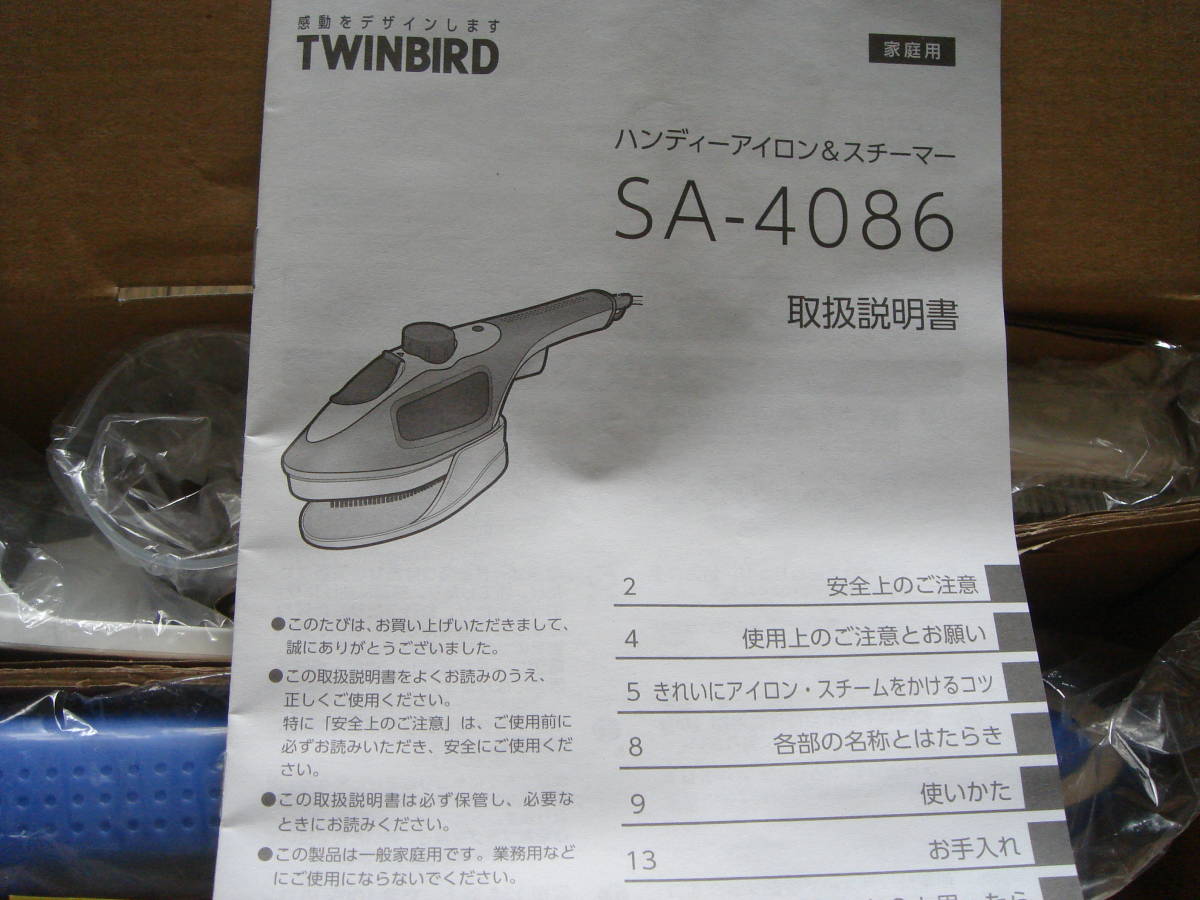 感動をデザインします
TWINBIRD
家庭用
ハンディーアイロン&スチーマー
SA-4086
取扱説明書
●このたびは、お買い上げいただきまして、
誠にありがとうございました。
●この取扱説明書をよくお読みのうえ、
正しくご使用ください。
特に「安全上のご注意」は、ご使用前に
必ずお読みいただき、安全にご使用くだ
さい。
●この取扱説明書は必ず保管し、必要な
ときにお読みください。
●この製品は一般家庭用です。業務用など
にご使用にならないでください。
2 安全上のご注意
4 使用上のご注意とお願い
5 きれいにアイロン・スチームをかけるコツ
8 各部の名称とはたらき
9 使いかた
13 お手入れ